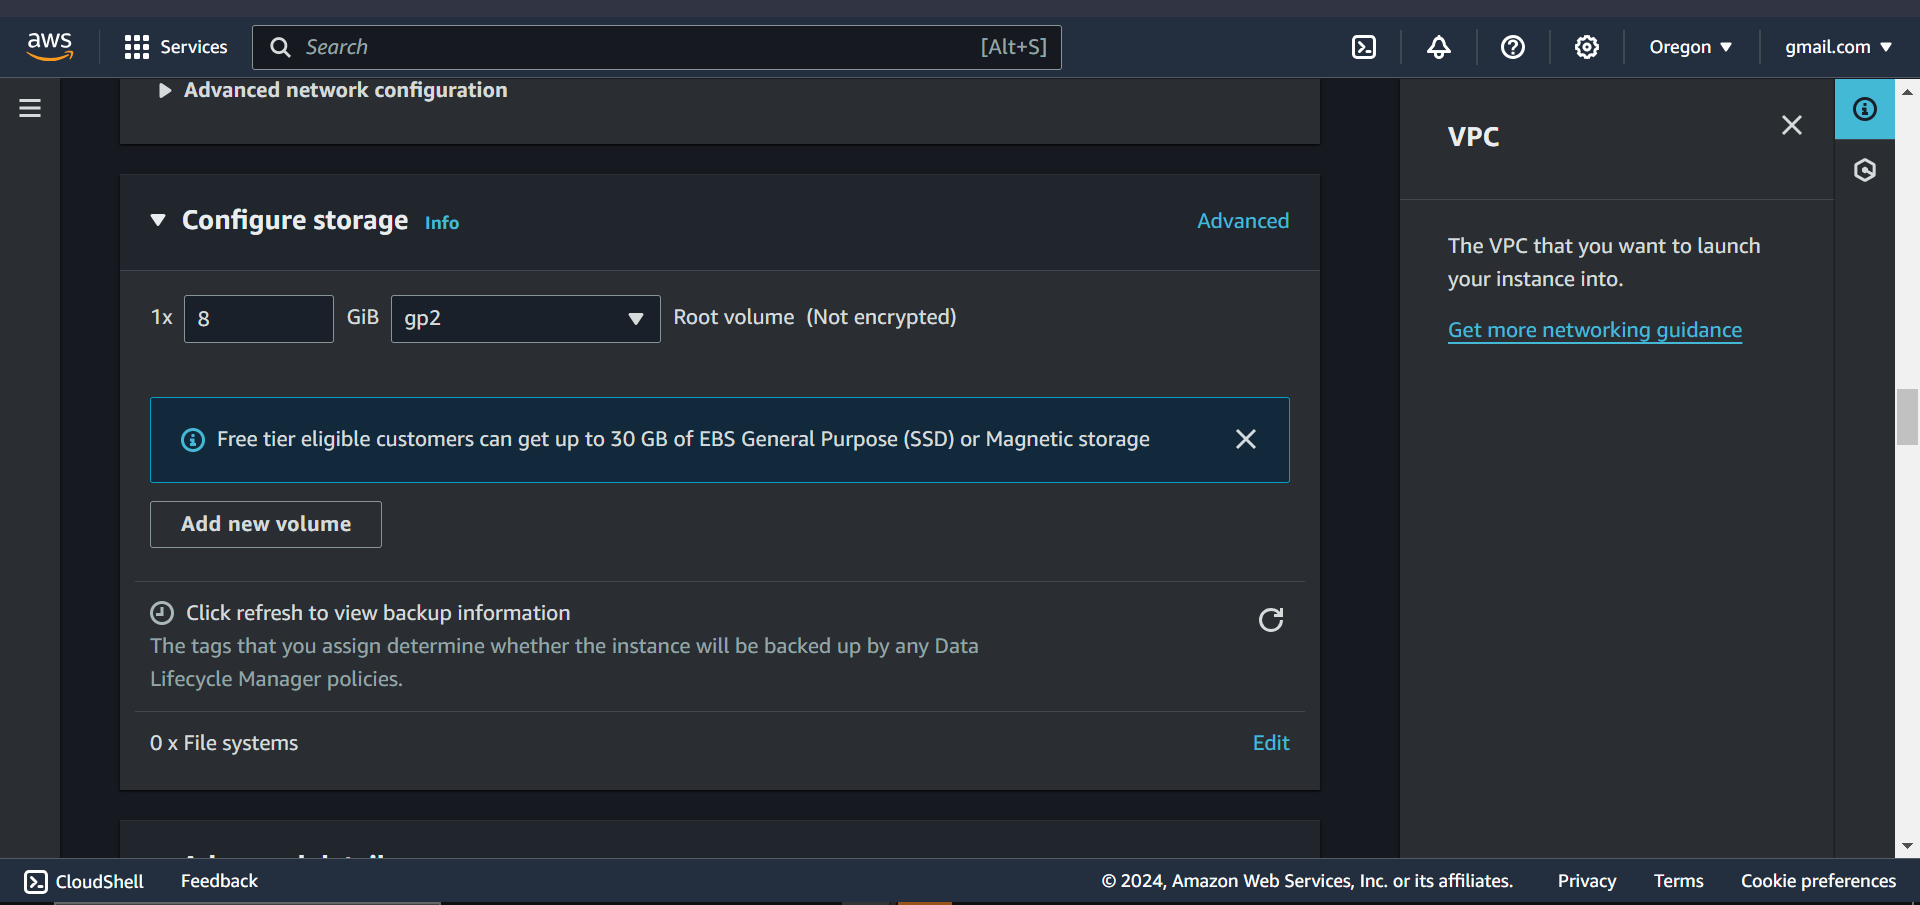 aws
Services
Search
[Alt+S]
Oregon
gmail.com
Advanced network configuration
Configure storage Info
Advanced
1x 8 GiB gp2 Root volume (Not encrypted)
Free tier eligible customers can get up to 30 GB of EBS General Purpose (SSD) or Magnetic storage
Add new volume
Click refresh to view backup information
The tags that you assign determine whether the instance will be backed up by any Data
Lifecycle Manager policies.
0 x File systems
Edit
VPC
The VPC that you want to launch
your instance into.
Get more networking guidance
CloudShell
Feedback
© 2024, Amazon Web Services, Inc. or its affiliates.
Privacy
Terms
Cookie preferences